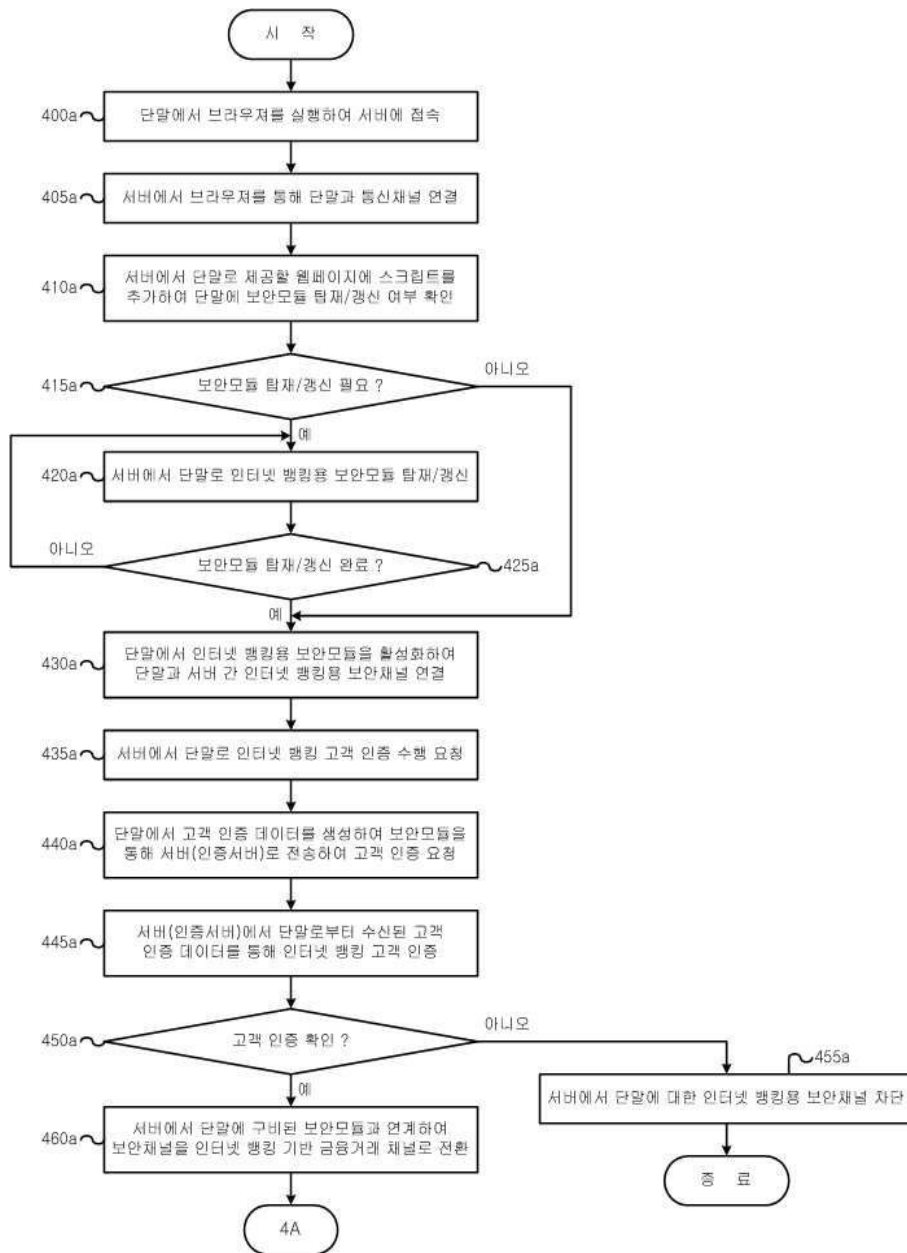 시 작
400a
단말에서 브라우져를 실행하여 서버에 접속
405a
서버에서 브라우져를 통해 단말과 통신채널 연결
410a
서버에서 단말로 제공할 웹페이지에 스크립트를
추가하여 단말에 보안모듈 탑재/갱신 여부 확인
415a
보안모듈 탑재/갱신 필요 ?
아니오
예
420a
서버에서 단말로 인터넷 뱅킹용 보안모듈 탑재/갱신
아니오
보안모듈 탑재/갱신 완료 ?
425a
예
430a
단말에서 인터넷 뱅킹용 보안모듈을 활성화하여
단말과 서버 간 인터넷 뱅킹용 보안채널 연결
435a
서버에서 단말로 인터넷 뱅킹 고객 인증 수행 요청
440a
단말에서 고객 인증 데이터를 생성하여 보안모듈을
통해 서버(인증서버)로 전송하여 고객 인증 요청
445a
서버(인증서버)에서 단말로부터 수신된 고객
인증 데이터를 통해 인터넷 뱅킹 고객 인증
450a
고객 인증 확인 ?
아니오
예
455a
서버에서 단말에 대한 인터넷 뱅킹용 보안채널 차단
460a
서버에서 단말에 구비된 보안모듈과 연계하여
보안채널을 인터넷 뱅킹 기반 금융거래 채널로 전환
종 료
4A